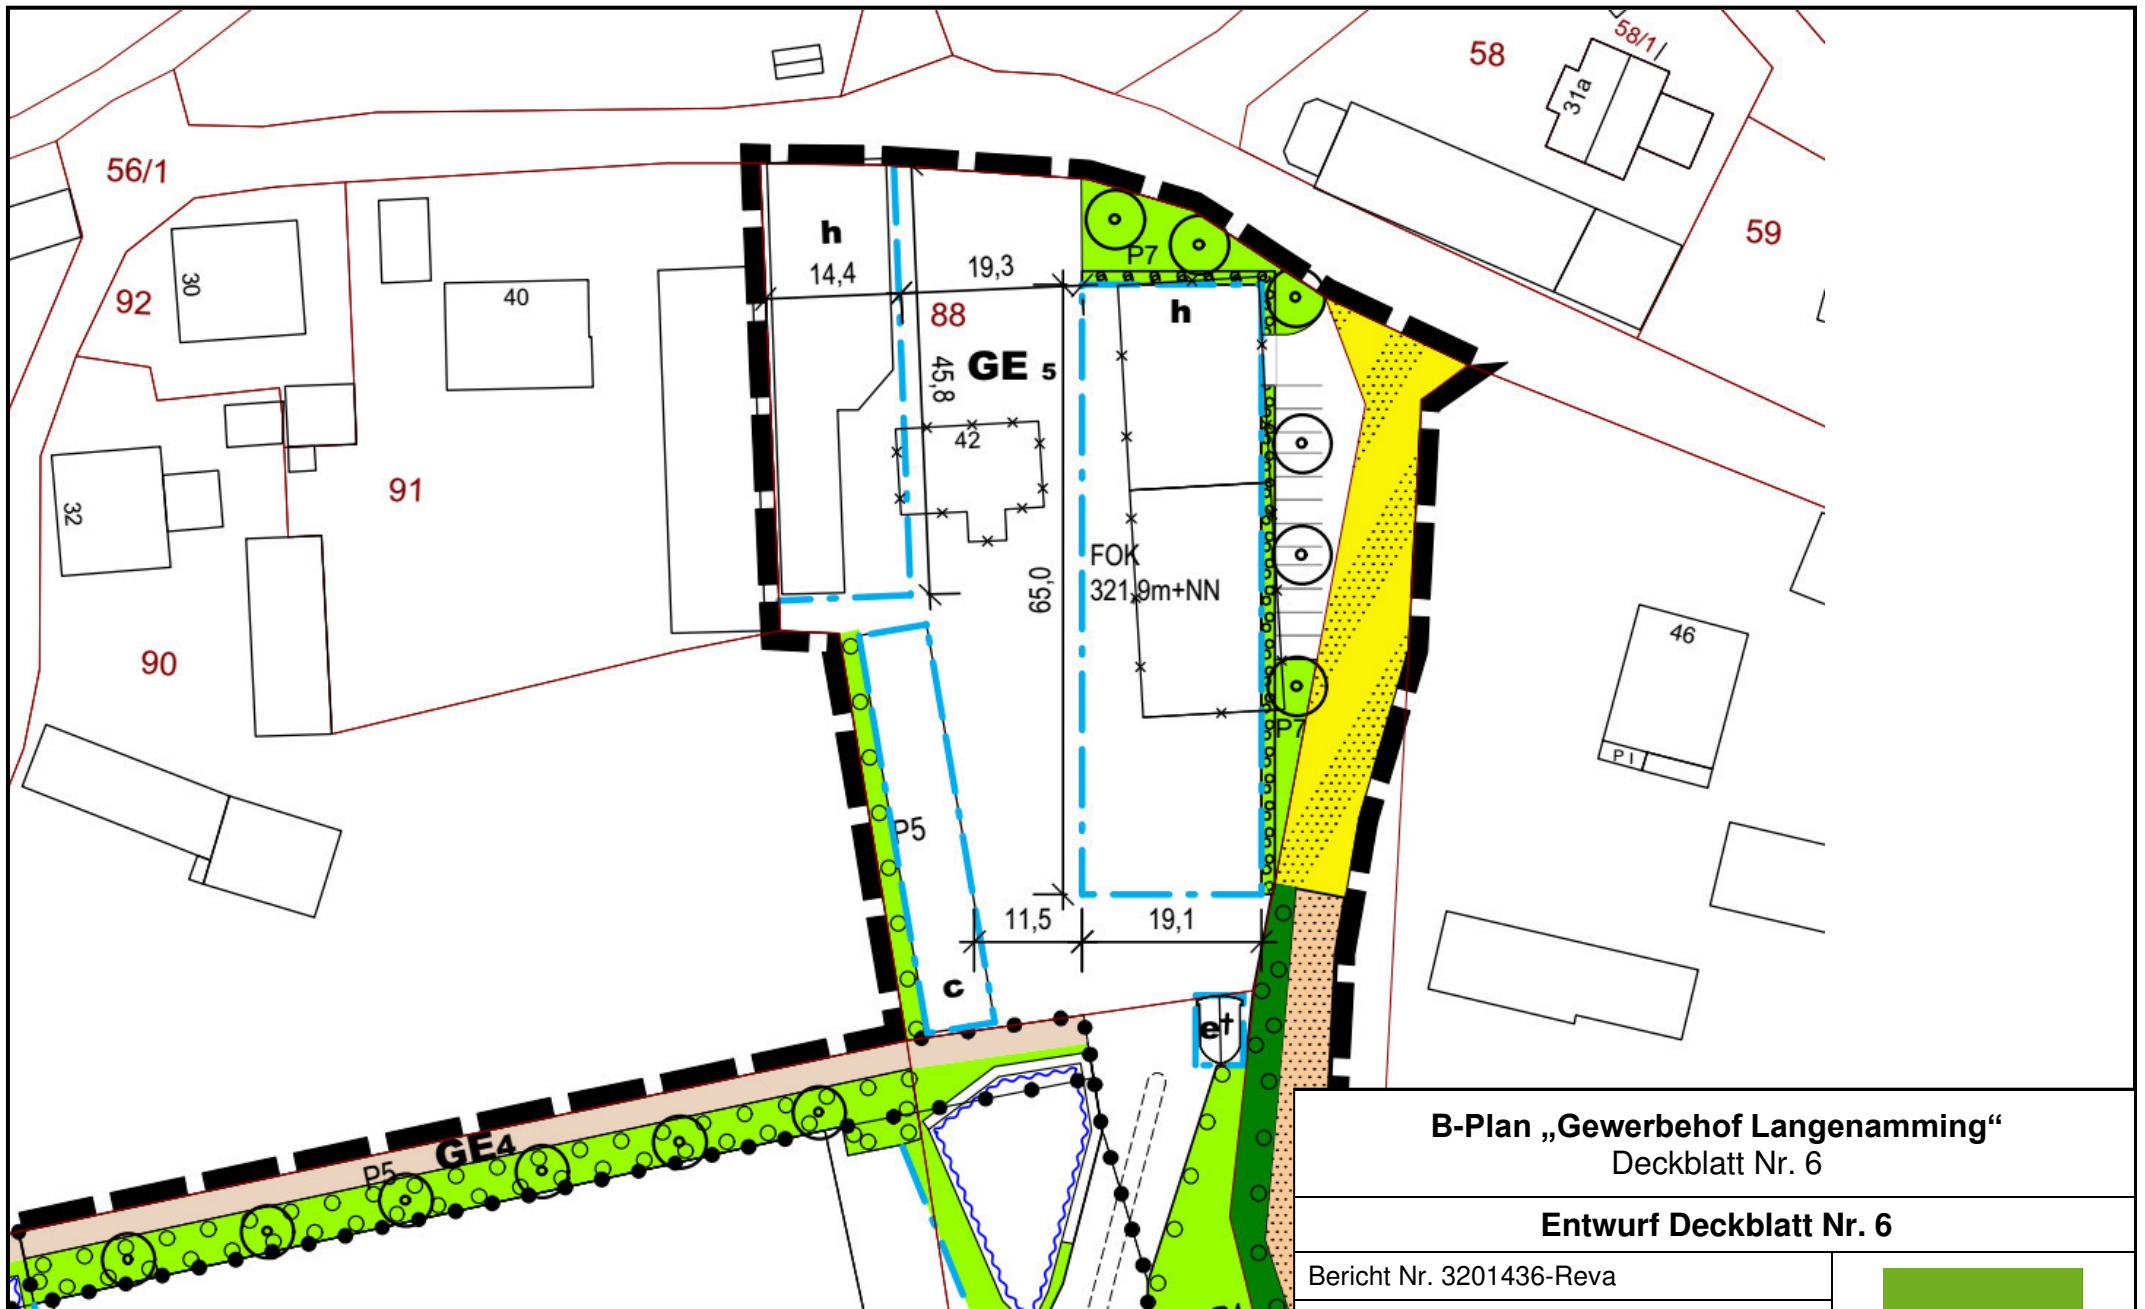 58
58/1
31a
59
56/1
92
30
40
32
91
90
h
14,4
19,3
88
45,8
GE 5
42
P7
h
FOK
321,9m+NN
65,0
P7
46
P I
P5
11,5
19,1
c
e†
GE4
P5
B-Plan „Gewerbehof Langenamming“
Deckblatt Nr. 6
Entwurf Deckblatt Nr. 6
Bericht Nr. 3201436-Reva